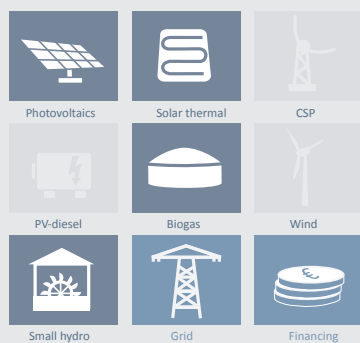 Photovoltaics Solar thermal CSP
PV-diesel Biogas Wind
Small hydro Grid Financing